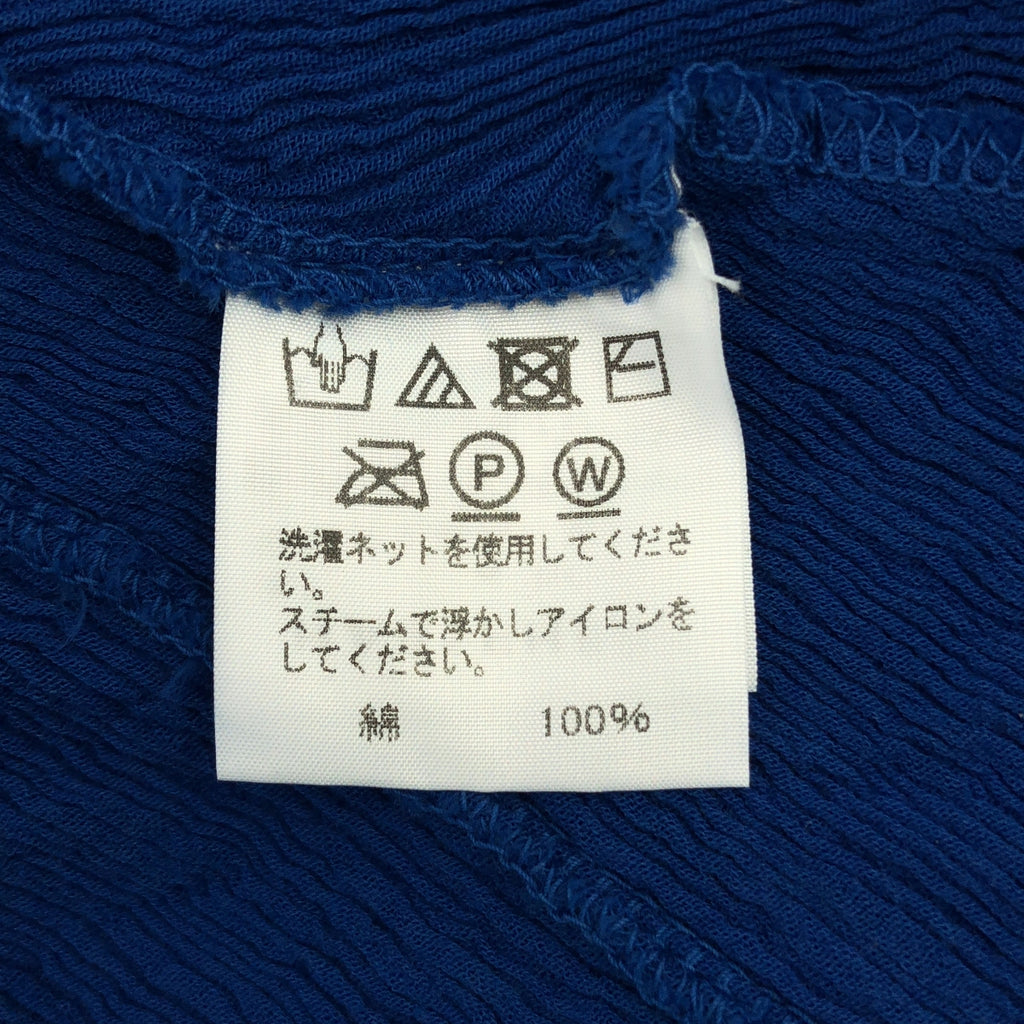 P W
洗濯ネットを使用してくださ
い。
スチームで浮かしアイロンを
してください。
綿 100%